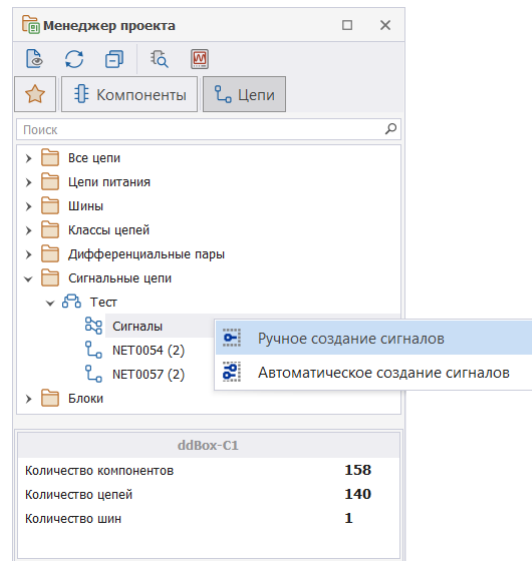 Менеджер проекта
Компоненты
Цепи
Поиск
Все цепи
Цепи питания
Шины
Классы цепей
Дифференциальные пары
Сигнальные цепи
Тест
Сигналы
Ручное создание сигналов
NET0054 (2)
Автоматическое создание сигналов
NET0057 (2)
Блоки
ddBox-C1
Количество компонентов 158
Количество цепей 140
Количество шин 1